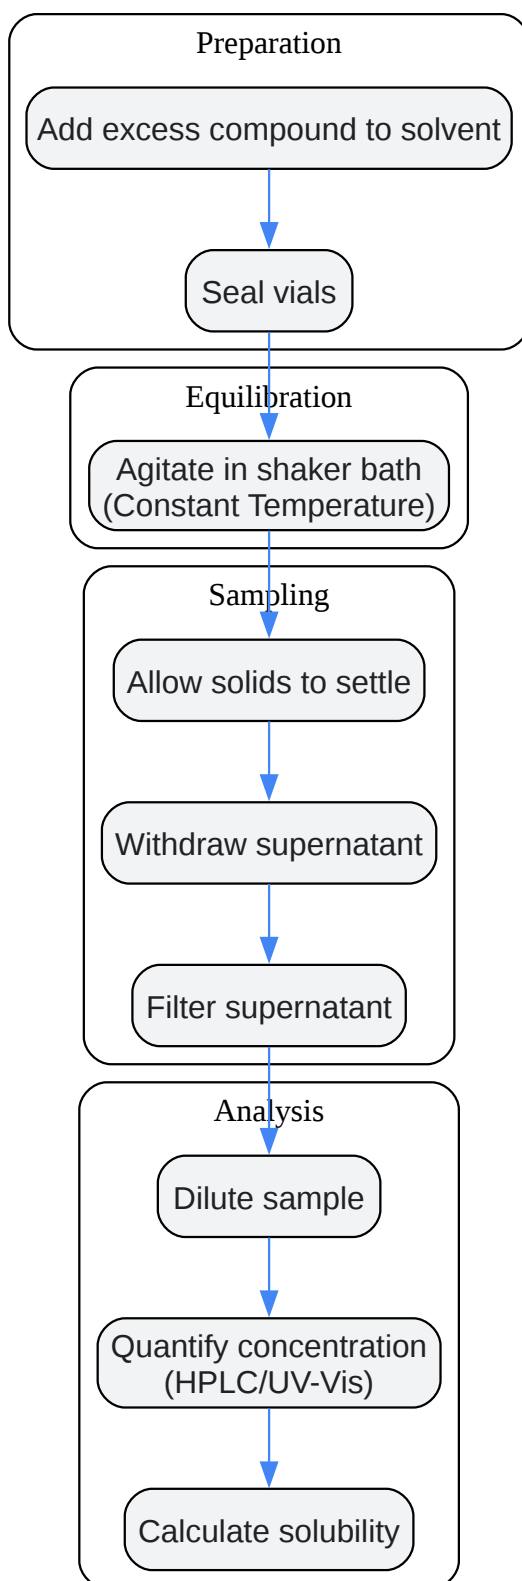 Preparation
Add excess compound to solvent
Seal vials
Equilibration
Agitate in shaker bath
(Constant Temperature)
Sampling
Allow solids to settle
Withdraw supernatant
Filter supernatant
Analysis
Dilute sample
Quantify concentration
(HPLC/UV-Vis)
Calculate solubility